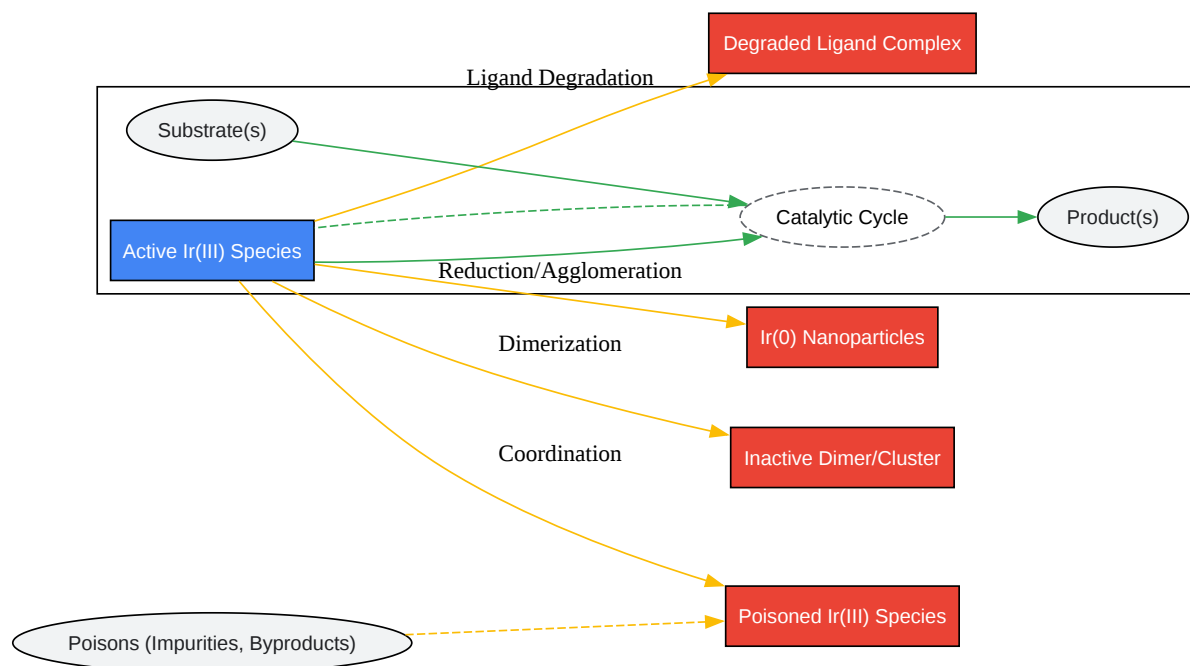 Degraded Ligand Complex
Ligand Degradation
Substrate(s)
Catalytic Cycle
Product(s)
Active Ir(III) Species
Reduction/Agglomeration
Ir(0) Nanoparticles
Dimerization
Coordination
Inactive Dimer/Cluster
Poisoned Ir(III) Species
Poisons (Impurities, Byproducts)